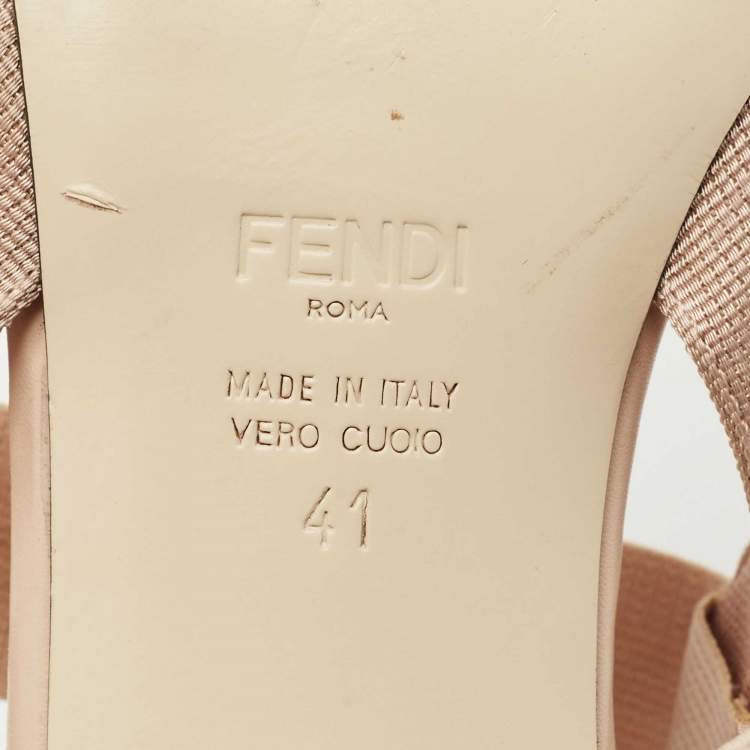 FENDI
ROMA
MADE IN ITALY
VERO CUOIO
41